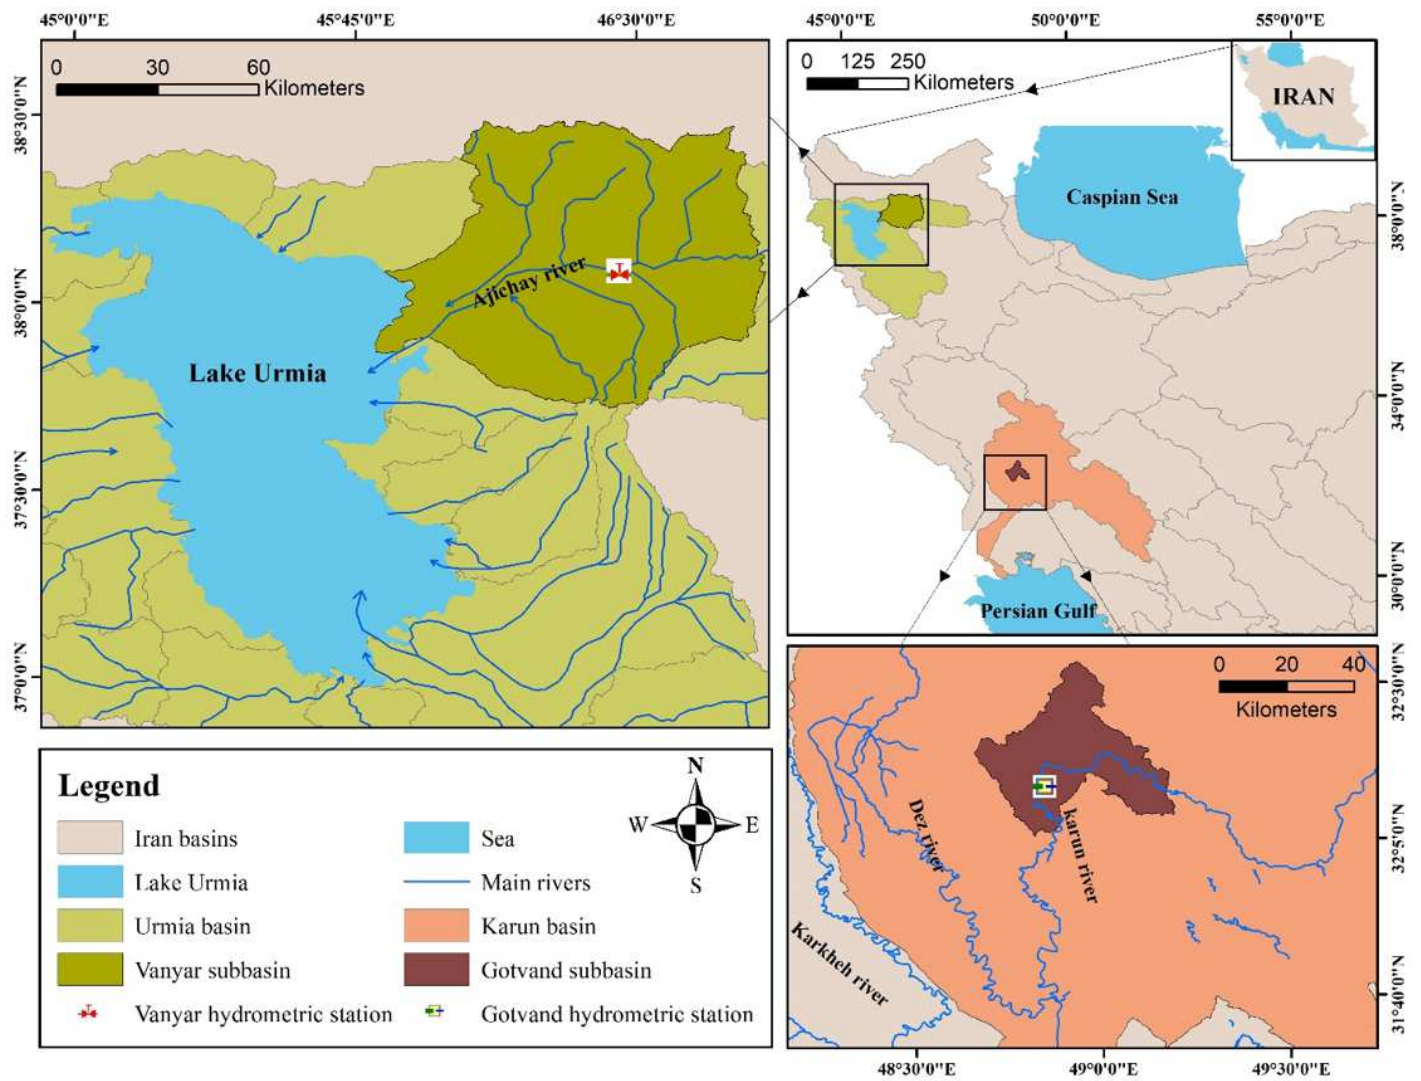 45°0'0"E 45°45'0"E 46°30'0"E
38°30'0"N
38°0'0"N
37°30'0"N
37°0'0"N
0 30 60
Kilometers
Ajichay river
Lake Urmia
45°0'0"E 50°0'0"E 55°0'0"E
0 125 250
Kilometers
IRAN
Caspian Sea
Persian Gulf
38°0'0"N
34°0'0"N
30°0'0"N
0 20 40
Kilometers
Dez river
karun river
Karkheh river
32°30'0"N
32°5'0"N
31°40'0"N
48°30'0"E 49°0'0"E 49°30'0"E
Legend
Iran basins
Lake Urmia
Urmia basin
Vanyar subbasin
Vanyar hydrometric station
Sea
Main rivers
Karun basin
Gotvand subbasin
Gotvand hydrometric station
N
W E
S